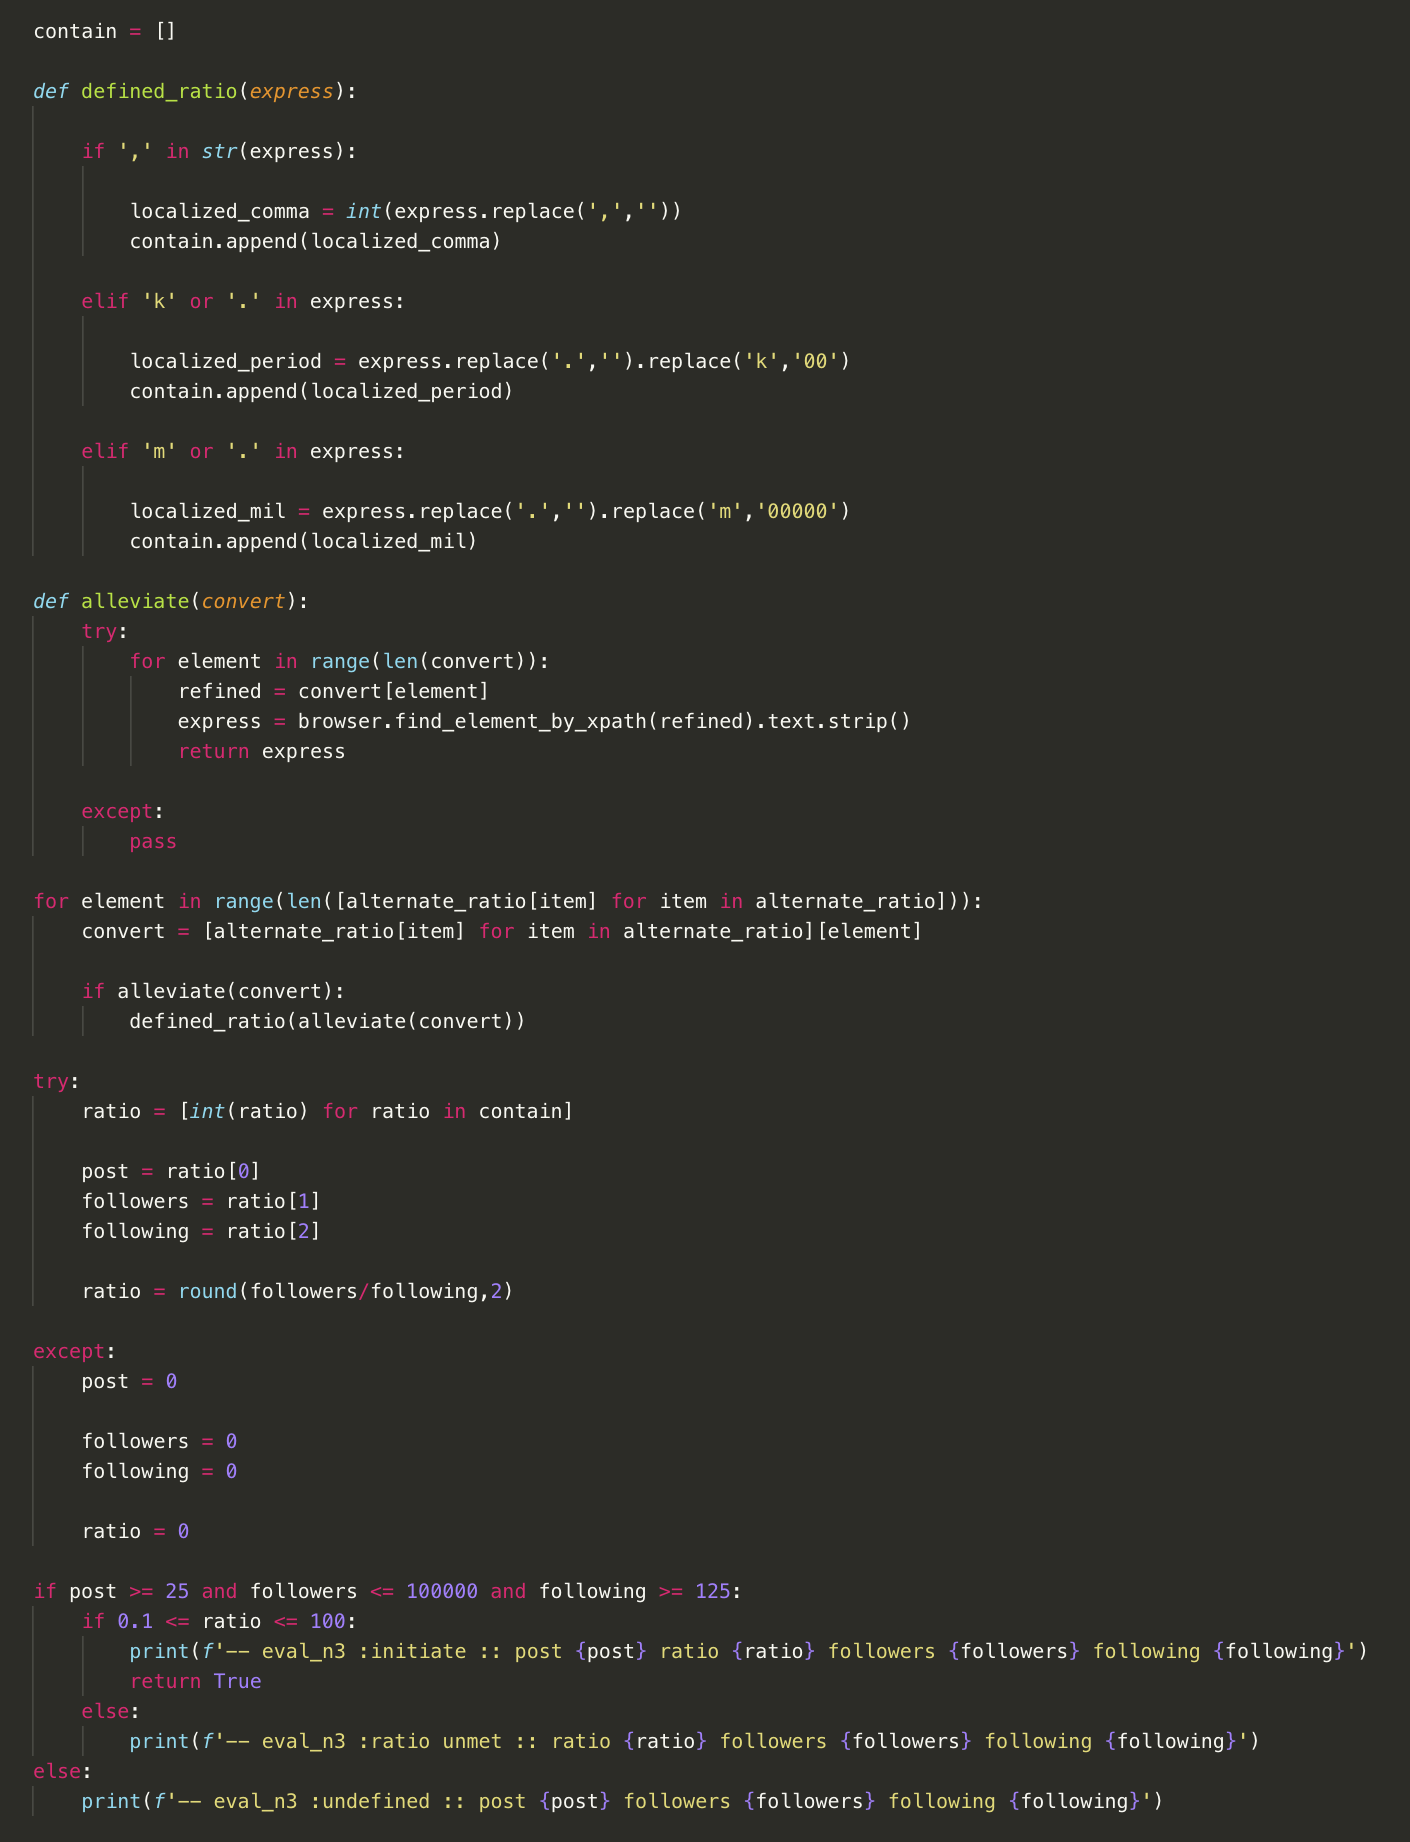 contain = []
def defined_ratio(express):
if ',' in str(express):
localized_comma = int(express.replace(',',''))
contain.append(localized_comma)
elif 'k' or '.' in express:
localized_period = express.replace('.','').replace('k','00')
contain.append(localized_period)
elif 'm' or '.' in express:
localized_mil = express.replace('.','').replace('m','00000')
contain.append(localized_mil)
def alleviate(convert):
try:
for element in range(len(convert)):
refined = convert[element]
express = browser.find_element_by_xpath(refined).text.strip()
return express
except:
pass
for element in range(len([alternate_ratio[item] for item in alternate_ratio])):
convert = [alternate_ratio[item] for item in alternate_ratio][element]
if alleviate(convert):
defined_ratio(alleviate(convert))
try:
ratio = [int(ratio) for ratio in contain]
post = ratio[0]
followers = ratio[1]
following = ratio[2]
ratio = round(followers/following,2)
except:
post = 0
followers = 0
following = 0
ratio = 0
if post >= 25 and followers <= 100000 and following >= 125:
if 0.1 <= ratio <= 100:
print(f'-- eval_n3 :initiate :: post {post} ratio {ratio} followers {followers} following {following}')
return True
else:
print(f'-- eval_n3 :ratio unmet :: ratio {ratio} followers {followers} following {following}')
else:
print(f'-- eval_n3 :undefined :: post {post} followers {followers} following {following}')